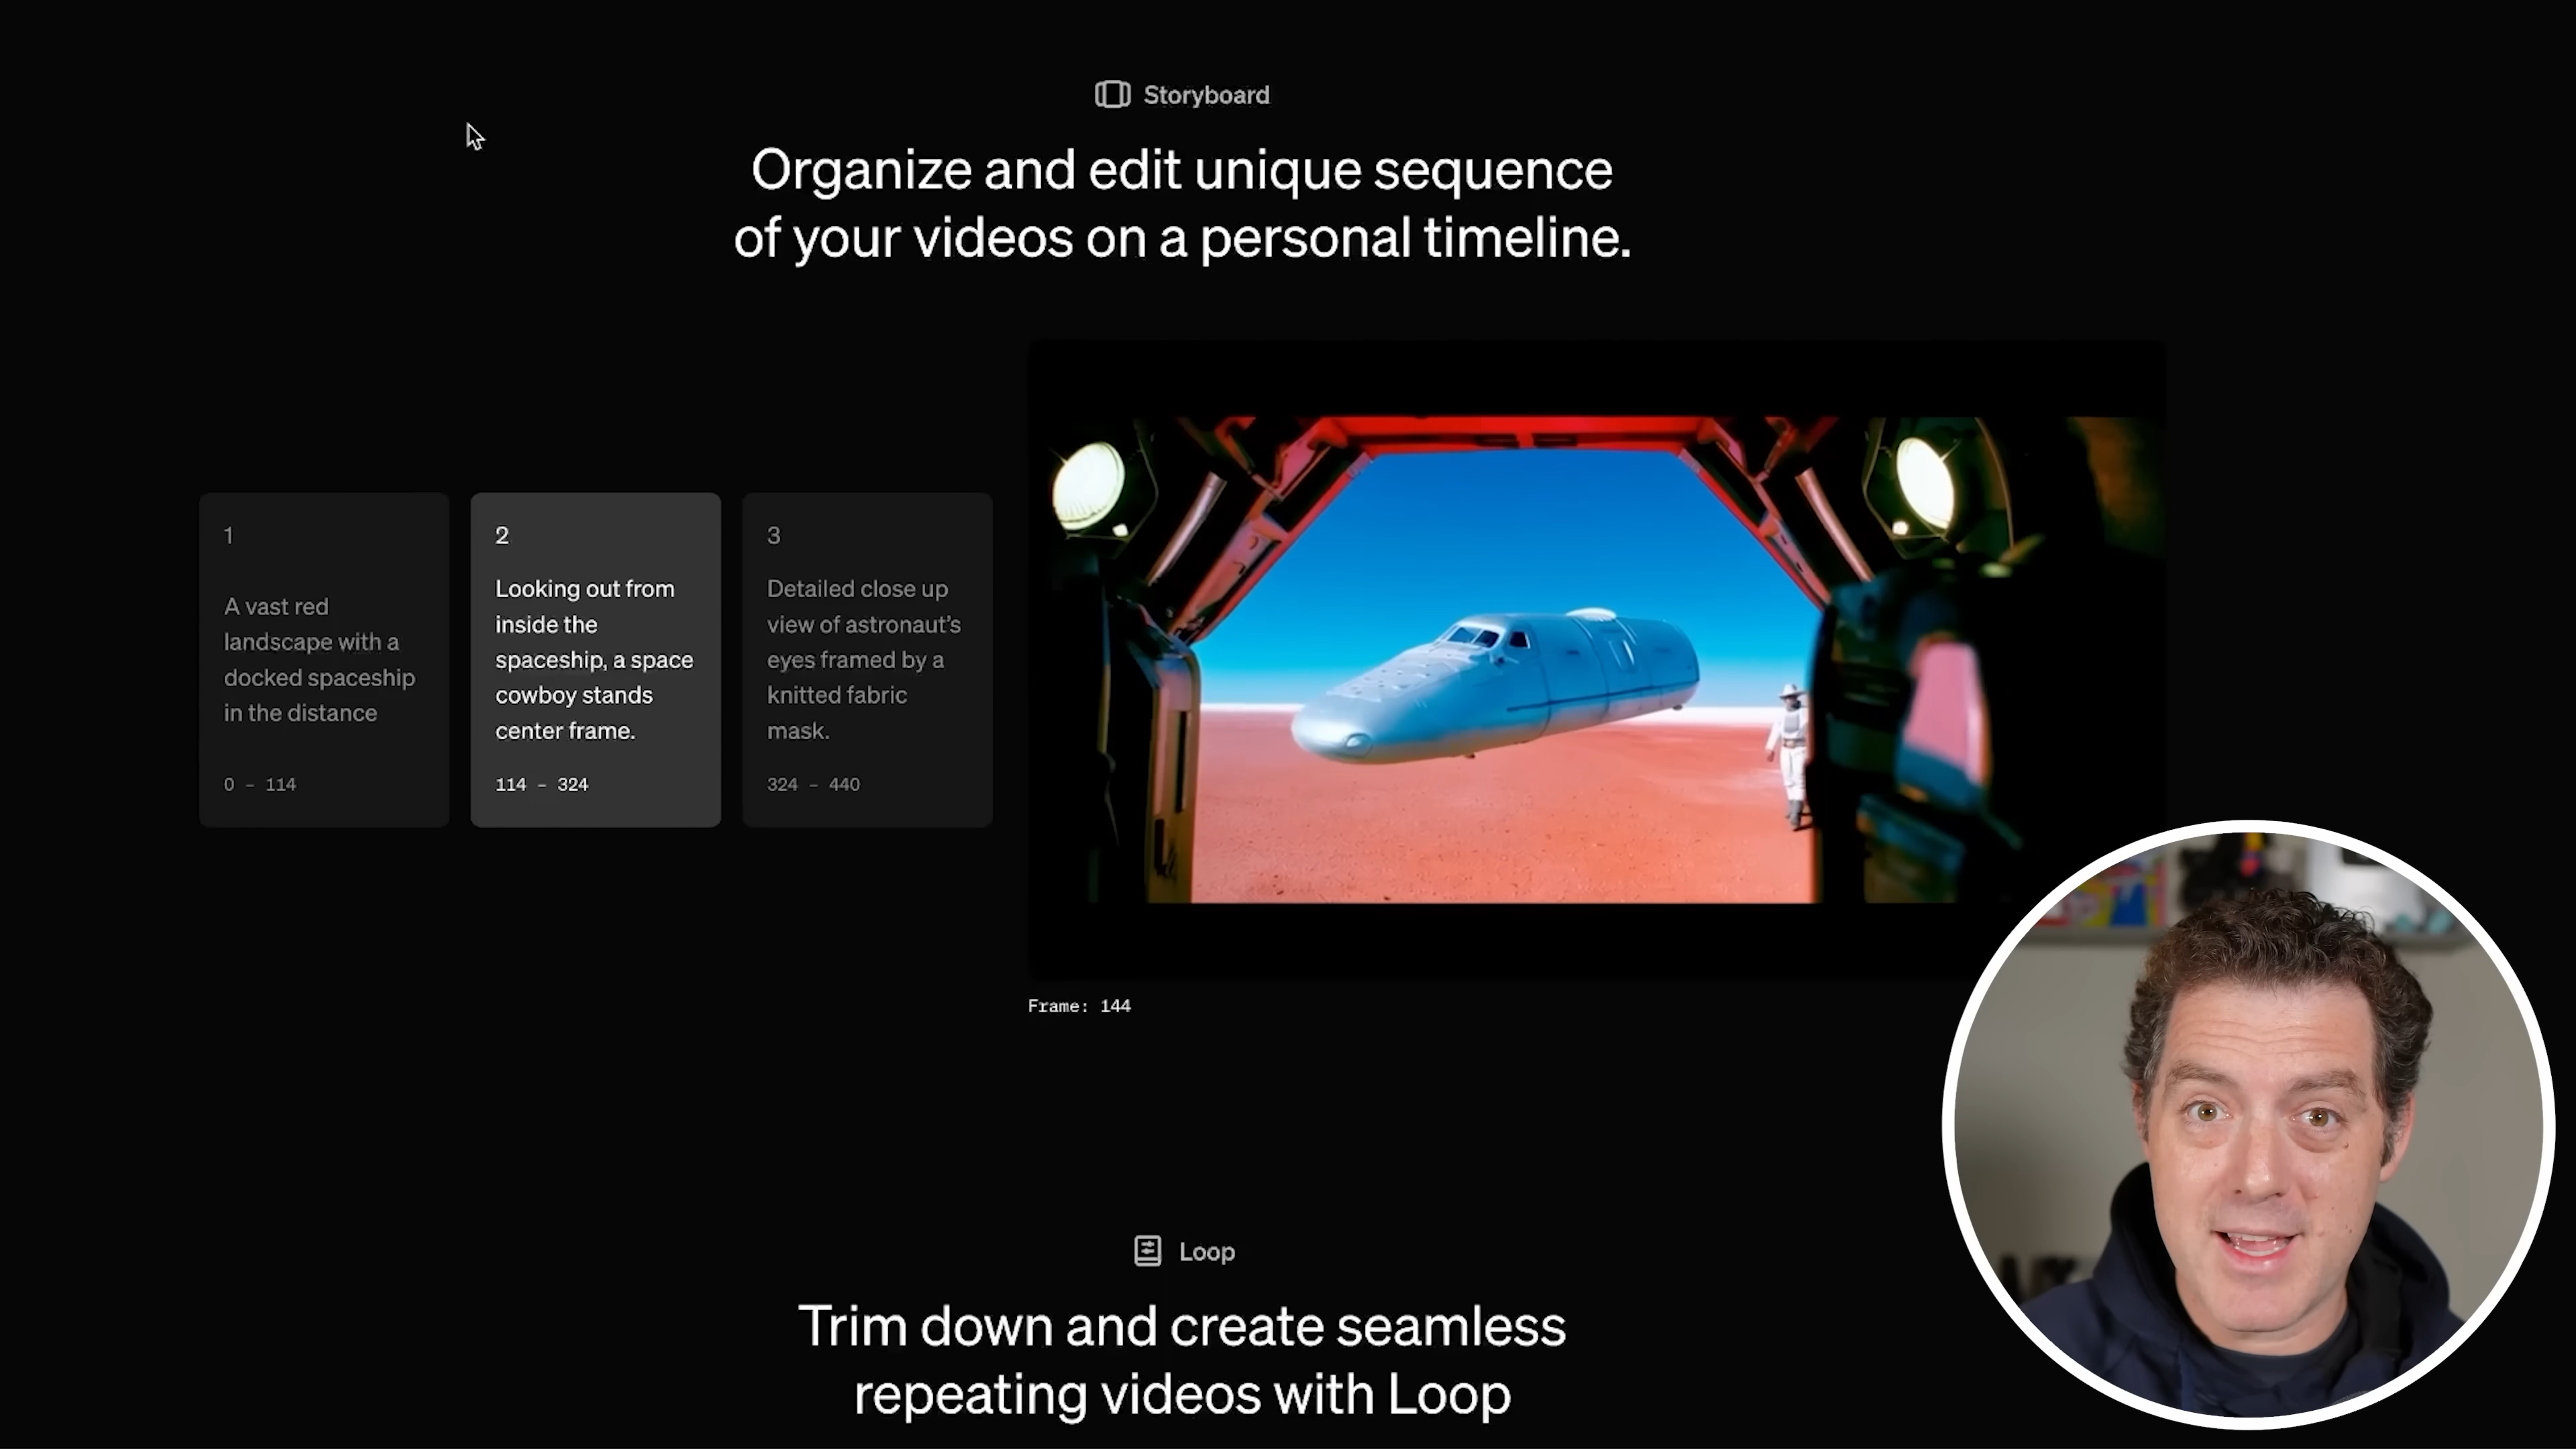 Storyboard
Organize and edit unique sequence
of your videos on a personal timeline.
1
A vast red
landscape with a
docked spaceship
in the distance
0 – 114
2
Looking out from
inside the
spaceship, a space
cowboy stands
center frame.
114 – 324
3
Detailed close up
view of astronaut’s
eyes framed by a
knitted fabric
mask.
324 – 440
Frame: 144
Loop
Trim down and create seamless
repeating videos with Loop